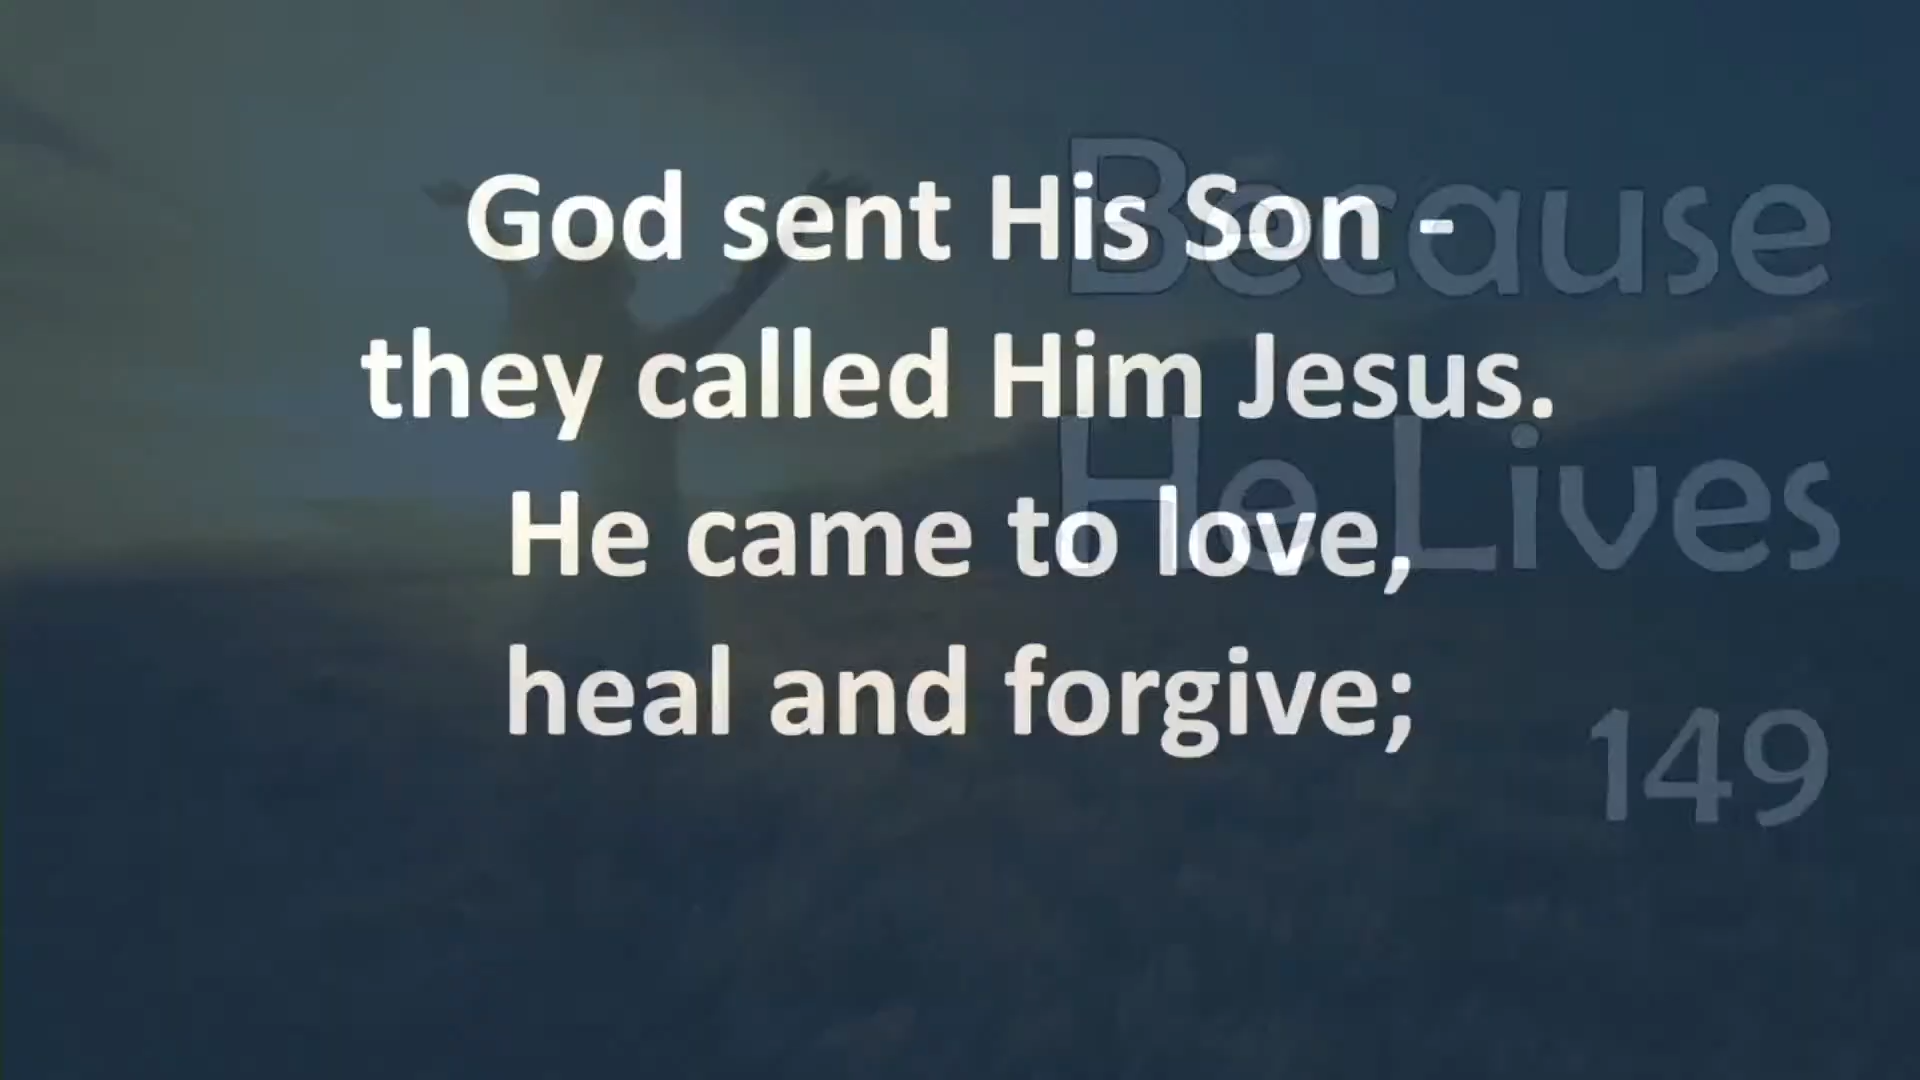 God sent His Son -
they called Him Jesus.
He came to love,
heal and forgive;
Because
He Lives
149